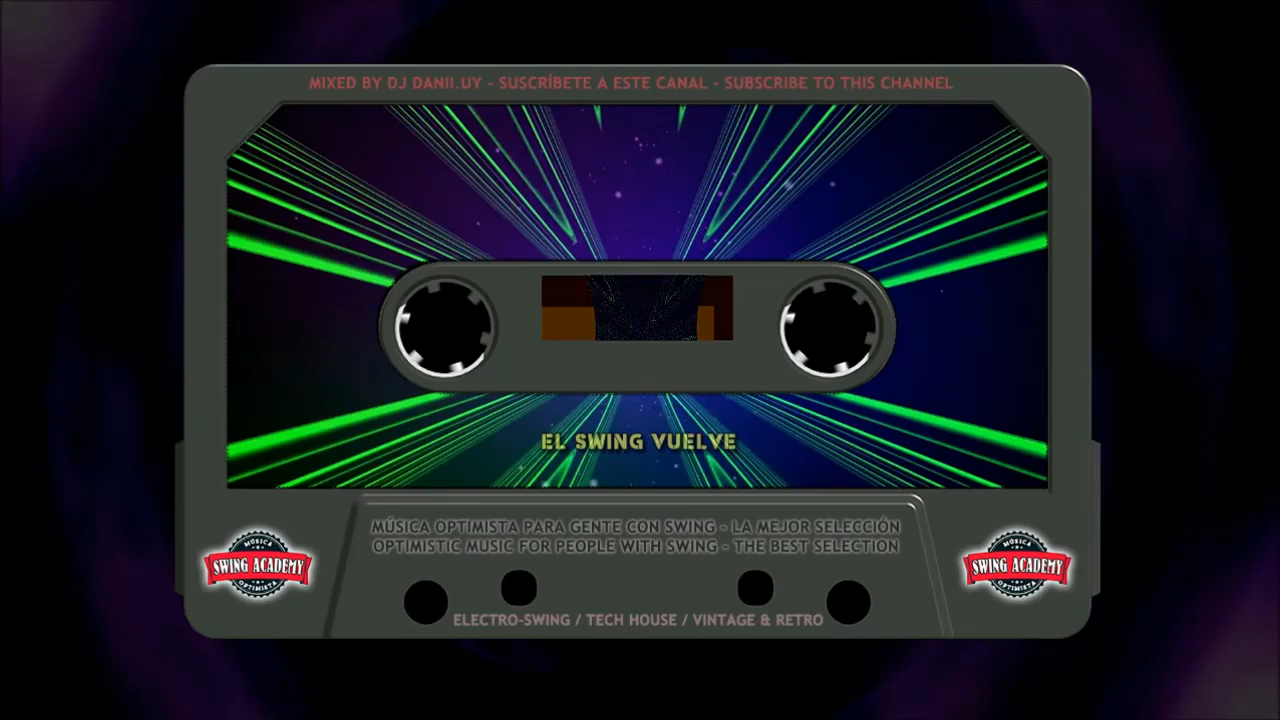 MIXED BY DJ DANII.UY - SUSCRÍBETE A ESTE CANAL - SUBSCRIBE TO THIS CHANNEL
EL SWING VUELVE
MÚSICA OPTIMISTA PARA GENTE CON SWING - LA MEJOR SELECCIÓN
OPTIMISTIC MUSIC FOR PEOPLE WITH SWING - THE BEST SELECTION
MÚSICA
SWING ACADEMY
OPTIMISTA
MÚSICA
SWING ACADEMY
OPTIMISTA
ELECTRO-SWING / TECH HOUSE / VINTAGE & RETRO